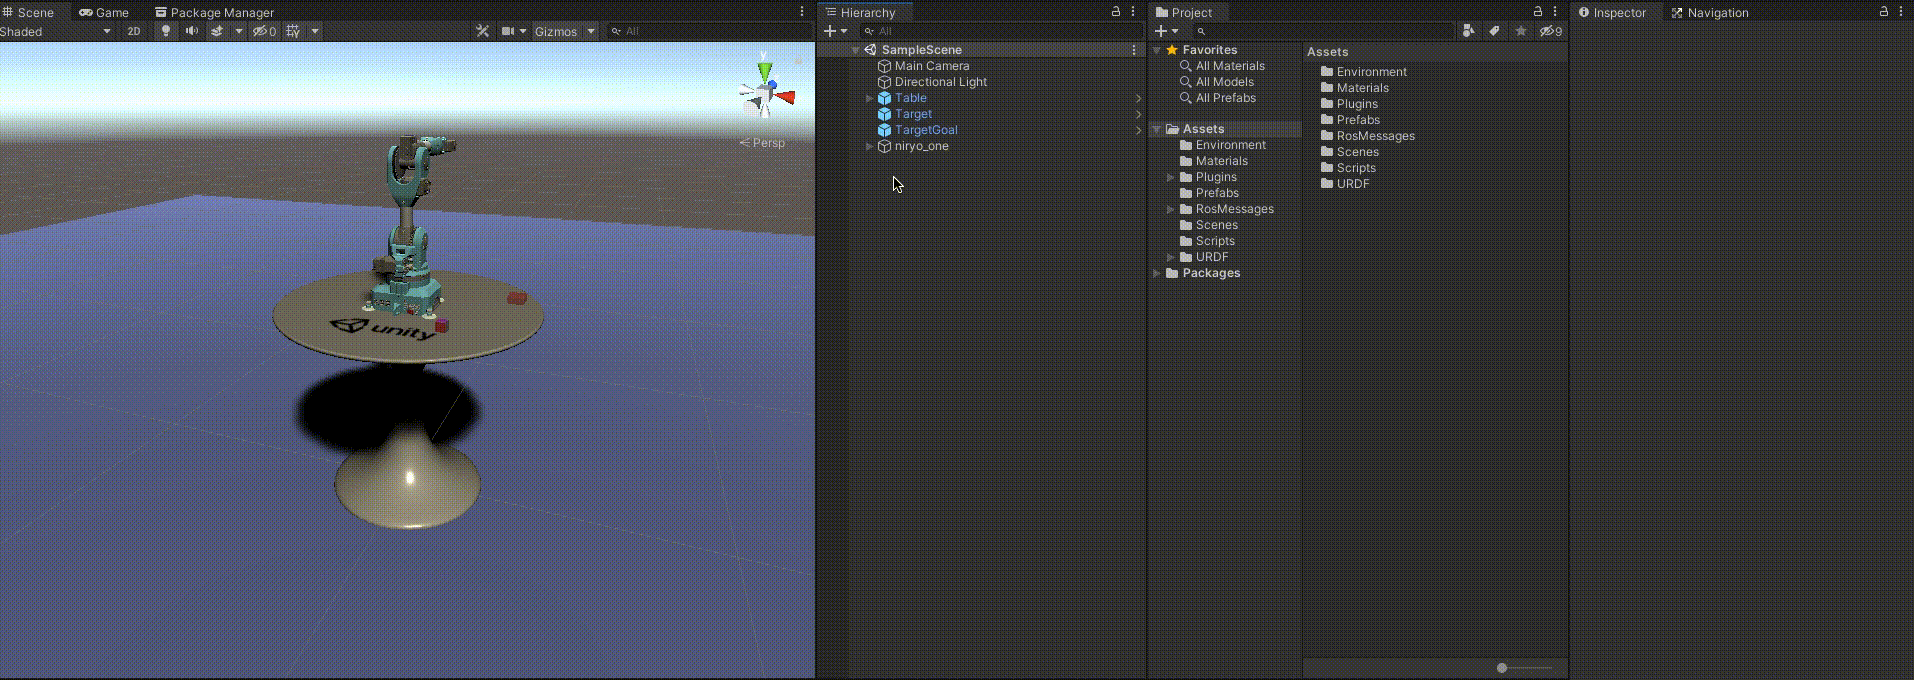 Scene Game Package Manager
Shaded 2D 0 Gizmos All
y
Persp
unity
Hierarchy
All
SampleScene
Main Camera
Directional Light
Table
Target
TargetGoal
niryo_one
Project
9
Favorites
All Materials
All Models
All Prefabs
Assets
Environment
Materials
Plugins
Prefabs
RosMessages
Scenes
Scripts
URDF
Packages
Assets
Environment
Materials
Plugins
Prefabs
RosMessages
Scenes
Scripts
URDF
Inspector Navigation